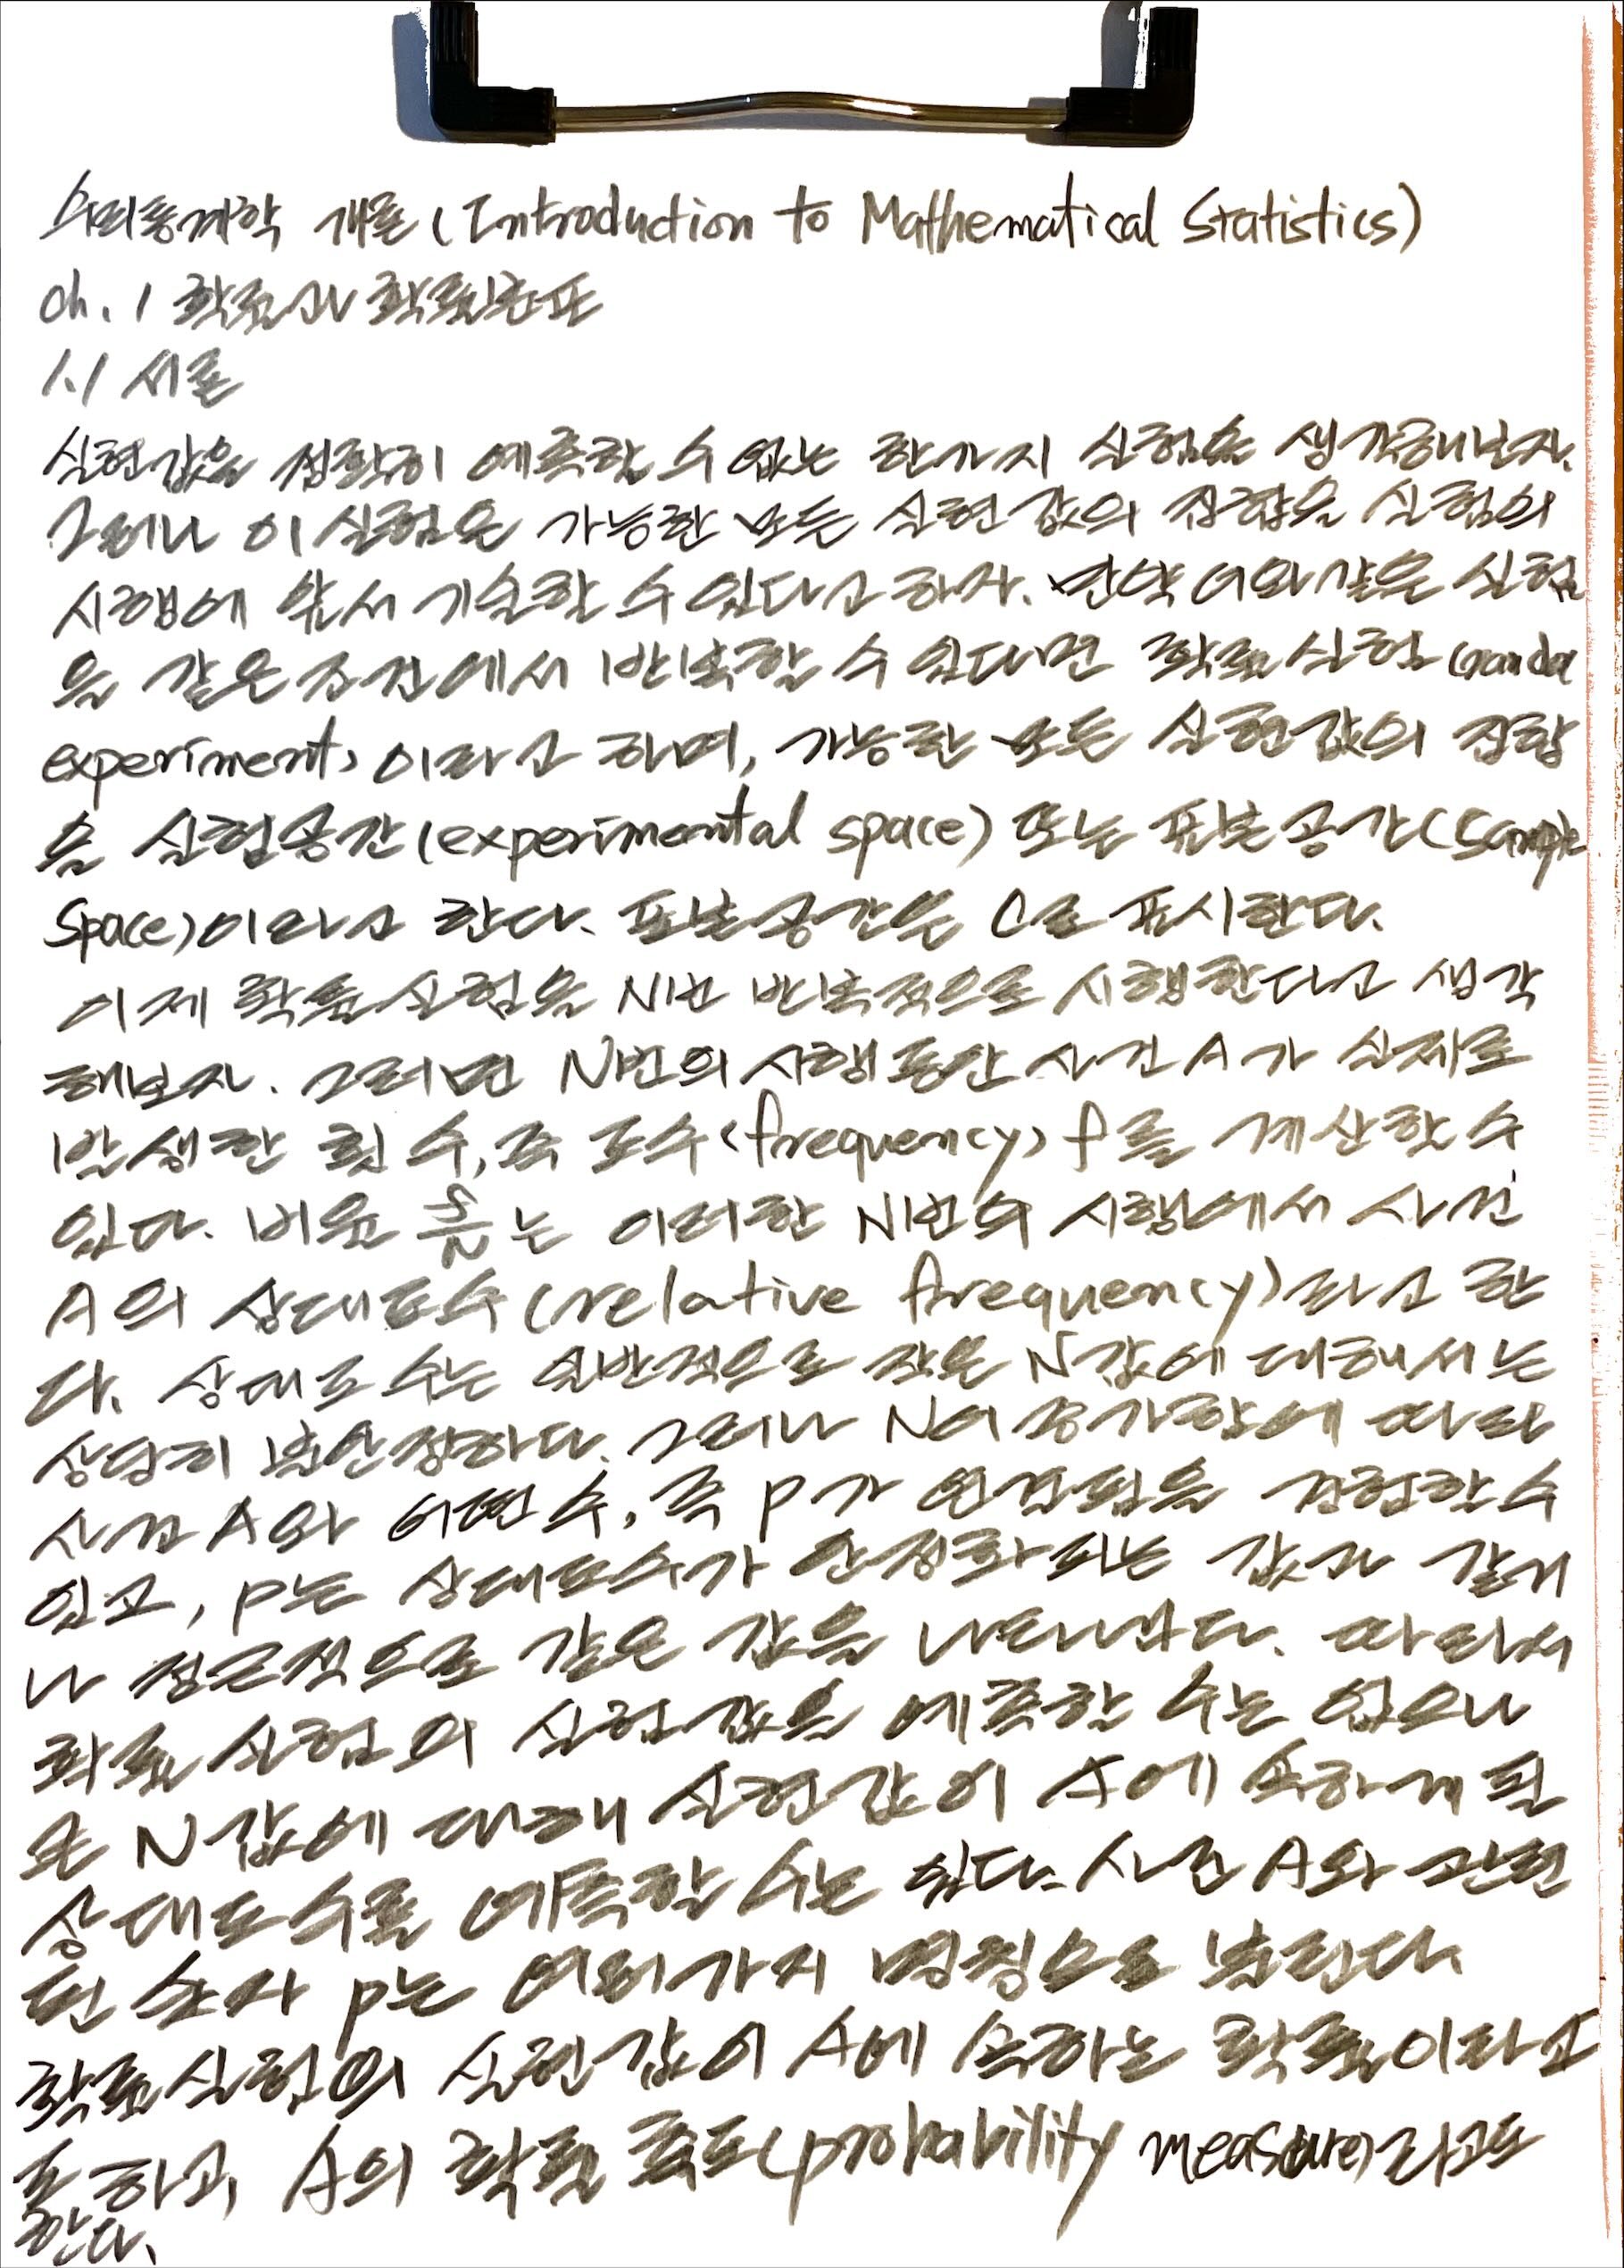 수리통계학 개론 (Introduction to Mathematical Statistics)
ch. 1 확률과 확률분포
1.1 서론
실현값을 정확히 예측할 수 없는 한가지 실험을 생각해보자.
그러나 이 실험은 가능한 모든 실현값의 집합을 실험의
시행에 앞서 기술할 수 있다고 하자. 만약 이와같은 실험
을 같은 조건에서 반복할 수 있다면 확률실험
experiment)이라고 하며, 가능한 모든 실현값의 집합
을 실험공간(experimental space) 또는 표본공간(Sample
Space)이라고 한다. 표본공간은 C로 표시한다.
이제 확률실험을 N번 반복적으로 시행한다고 생각
해보자. 그러면 N번의 시행 동안 사건 A가 실제로
발생한 횟수, 즉 도수(frequency) f를 계산할 수
있다. 비율 f/N는 이러한 N번의 시행에서 사건
A의 상대도수(relative frequency)라고 한
다. 상대도수는 일반적으로 작은 N값에 대해서는
상당히 불안정하다. 그러나 N이 증가함에 따라
사건 A와 어떤 수, 즉 p가 연결됨을 경험할 수
있고, p는 상대도수가 안정화되는 값과 같거
나 점근적으로 같은 값을 나타낸다. 따라서
확률실험의 실험값을 예측할 수는 없으나
큰 N값에 대해 실현값이 A에 속하게 될
상대도수를 예측할 수는 있다. 사건 A와 관련
된 숫자 p는 여러가지 명칭으로 불린다.
확률실험의 실현값이 A에 속하는 확률이라고
도 하고, A의 확률 측도(probability measure)라고도
한다.